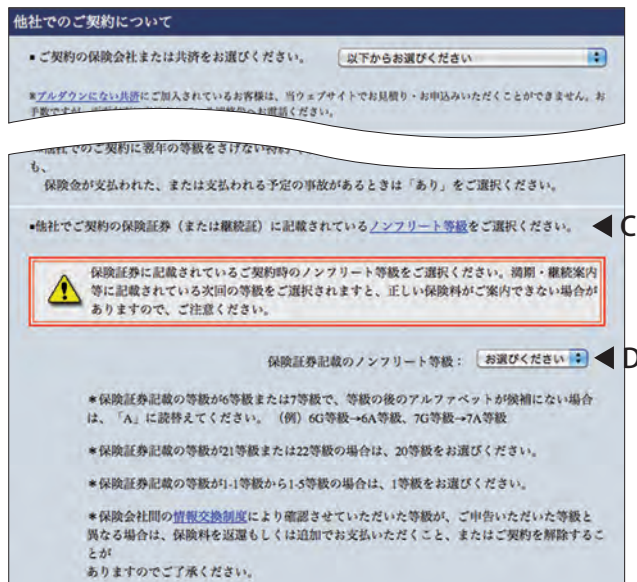 他社でのご契約について
▪ご契約の保険会社または共済をお選びください。 以下からお選びください
※プルダウンにない共済にご加入されているお客様は、当ウェブサイトでお見積り・お申込みいただくことができません。お
手数ですが、
お電話ください。
でのご契約に翌年の等級をさげない
も、
保険金が支払われた、または支払われる予定の事故があるときは「あり」をご選択ください。
▪他社でご契約の保険証券（または継続証）に記載されているノンフリート等級をご選択ください。 ◀C
保険証券に記載されているご契約時のノンフリート等級をご選択ください。満期・継続案内
等に記載されている次回の等級をご選択されますと、正しい保険料がご案内できない場合が
ありますので、ご注意ください。
保険証券記載のノンフリート等級： お選びください ◀D
＊保険証券記載の等級が6等級または7等級で、等級の後のアルファベットが候補にない場合
は、「A」に読替えてください。（例）6G等級→6A等級、7G等級→7A等級
＊保険証券記載の等級が21等級または22等級の場合は、20等級をお選びください。
＊保険証券記載の等級が1-1等級から1-5等級の場合は、1等級をお選びください。
＊保険会社間の情報交換制度により確認させていただいた等級が、ご申告いただいた等級と
異なる場合は、保険料を返還もしくは追加でお支払いただくこと、またはご契約を解除するこ
とが
ありますのでご了承ください。